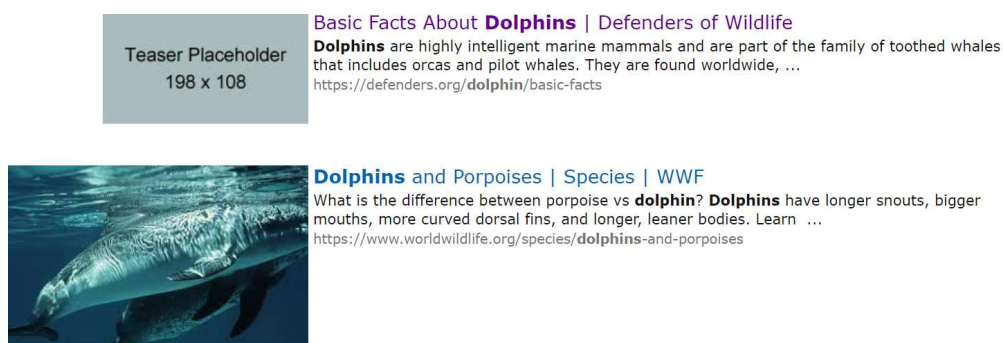 Teaser Placeholder
198 x 108
Basic Facts About Dolphins | Defenders of Wildlife
Dolphins are highly intelligent marine mammals and are part of the family of toothed whales
that includes orcas and pilot whales. They are found worldwide, ...
https://defenders.org/dolphin/basic-facts
Dolphins and Porpoises | Species | WWF
What is the difference between porpoise vs dolphin? Dolphins have longer snouts, bigger
mouths, more curved dorsal fins, and longer, leaner bodies. Learn ...
https://www.worldwildlife.org/species/dolphins-and-porpoises